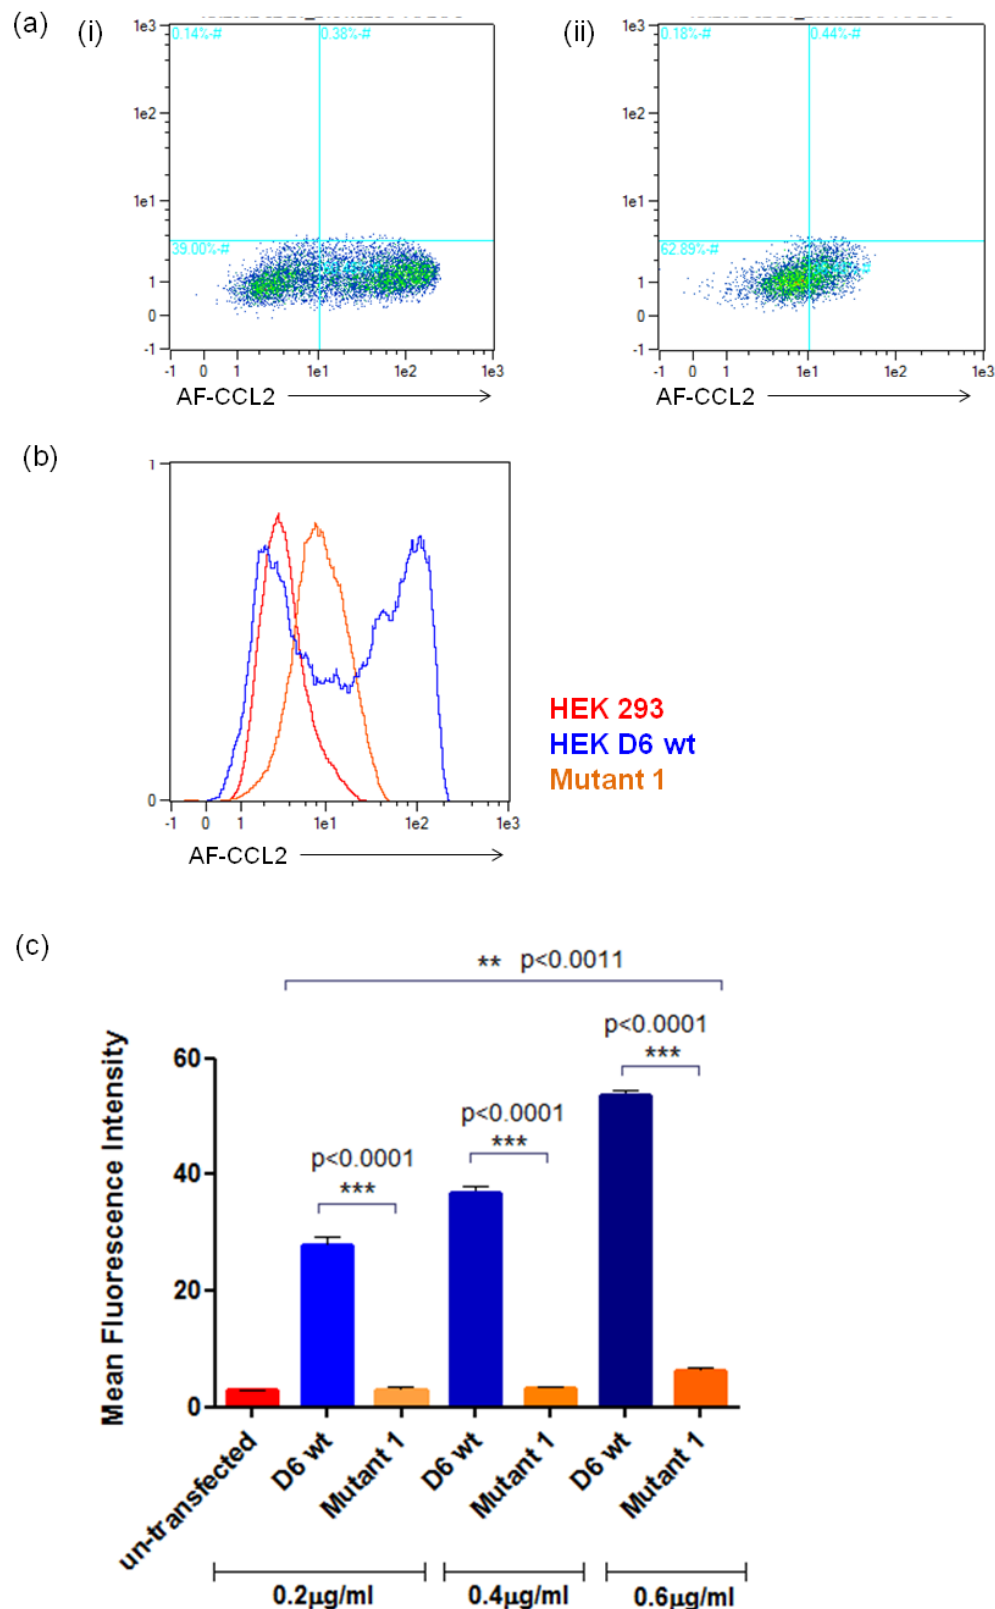 (a)
(i)
(ii)
1e3
0.14%-#
0.38%-#
1e2
1e1
39.00%-#
1
0
-1
-1 0 1 1e1 1e2 1e3
AF-CCL2
1e3
0.18%-#
0.44%-#
1e2
1e1
62.89%-#
1
0
-1
-1 0 1 1e1 1e2 1e3
AF-CCL2
(b)
1
0
-1 0 1 1e1 1e2 1e3
AF-CCL2
HEK 293
HEK D6 wt
Mutant 1
(c)
** p<0.0011
p<0.0001
***
p<0.0001
***
p<0.0001
***
Mean Fluorescence Intensity
60
40
20
0
un-transfected
D6 wt
Mutant 1
D6 wt
Mutant 1
D6 wt
Mutant 1
0.2µg/ml
0.4µg/ml
0.6µg/ml